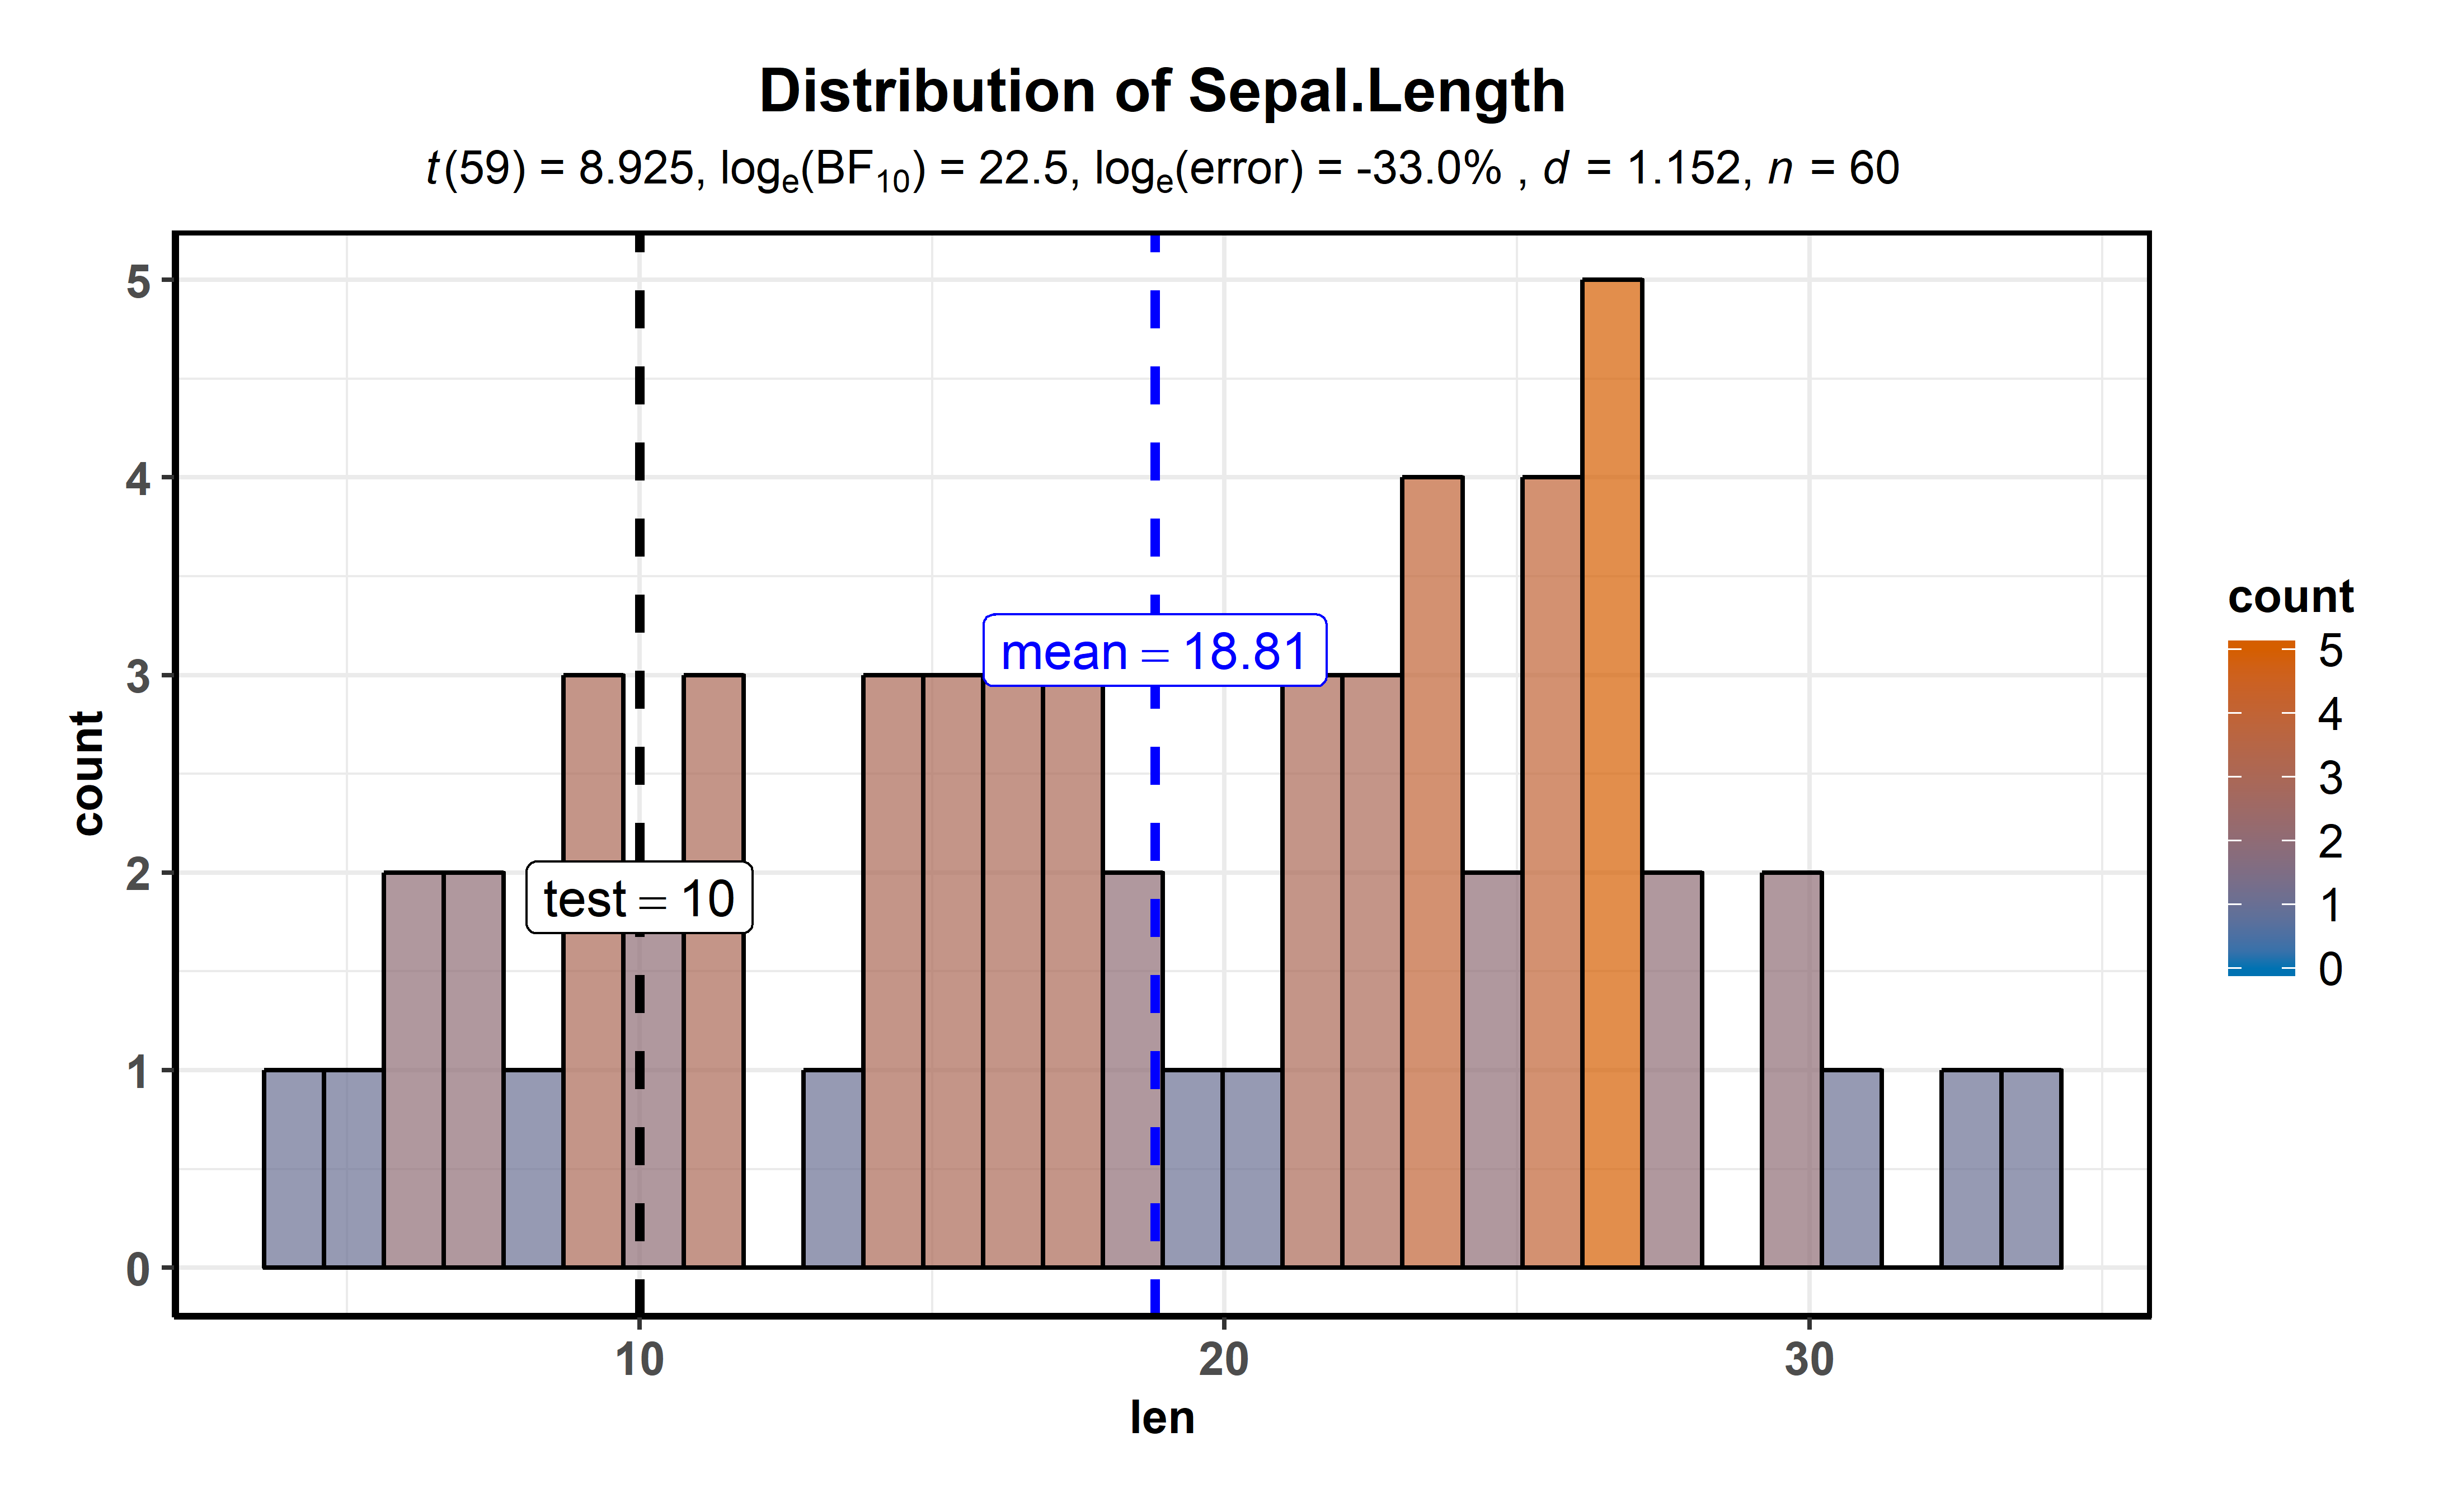 Distribution of Sepal.Length
t(59) = 8.925, logₑ(BF₁₀) = 22.5, logₑ(error) = -33.0% , d = 1.152, n = 60
5
4
3
2
1
0
count
mean = 18.81
test = 10
10 20 30
len
count
5
4
3
2
1
0